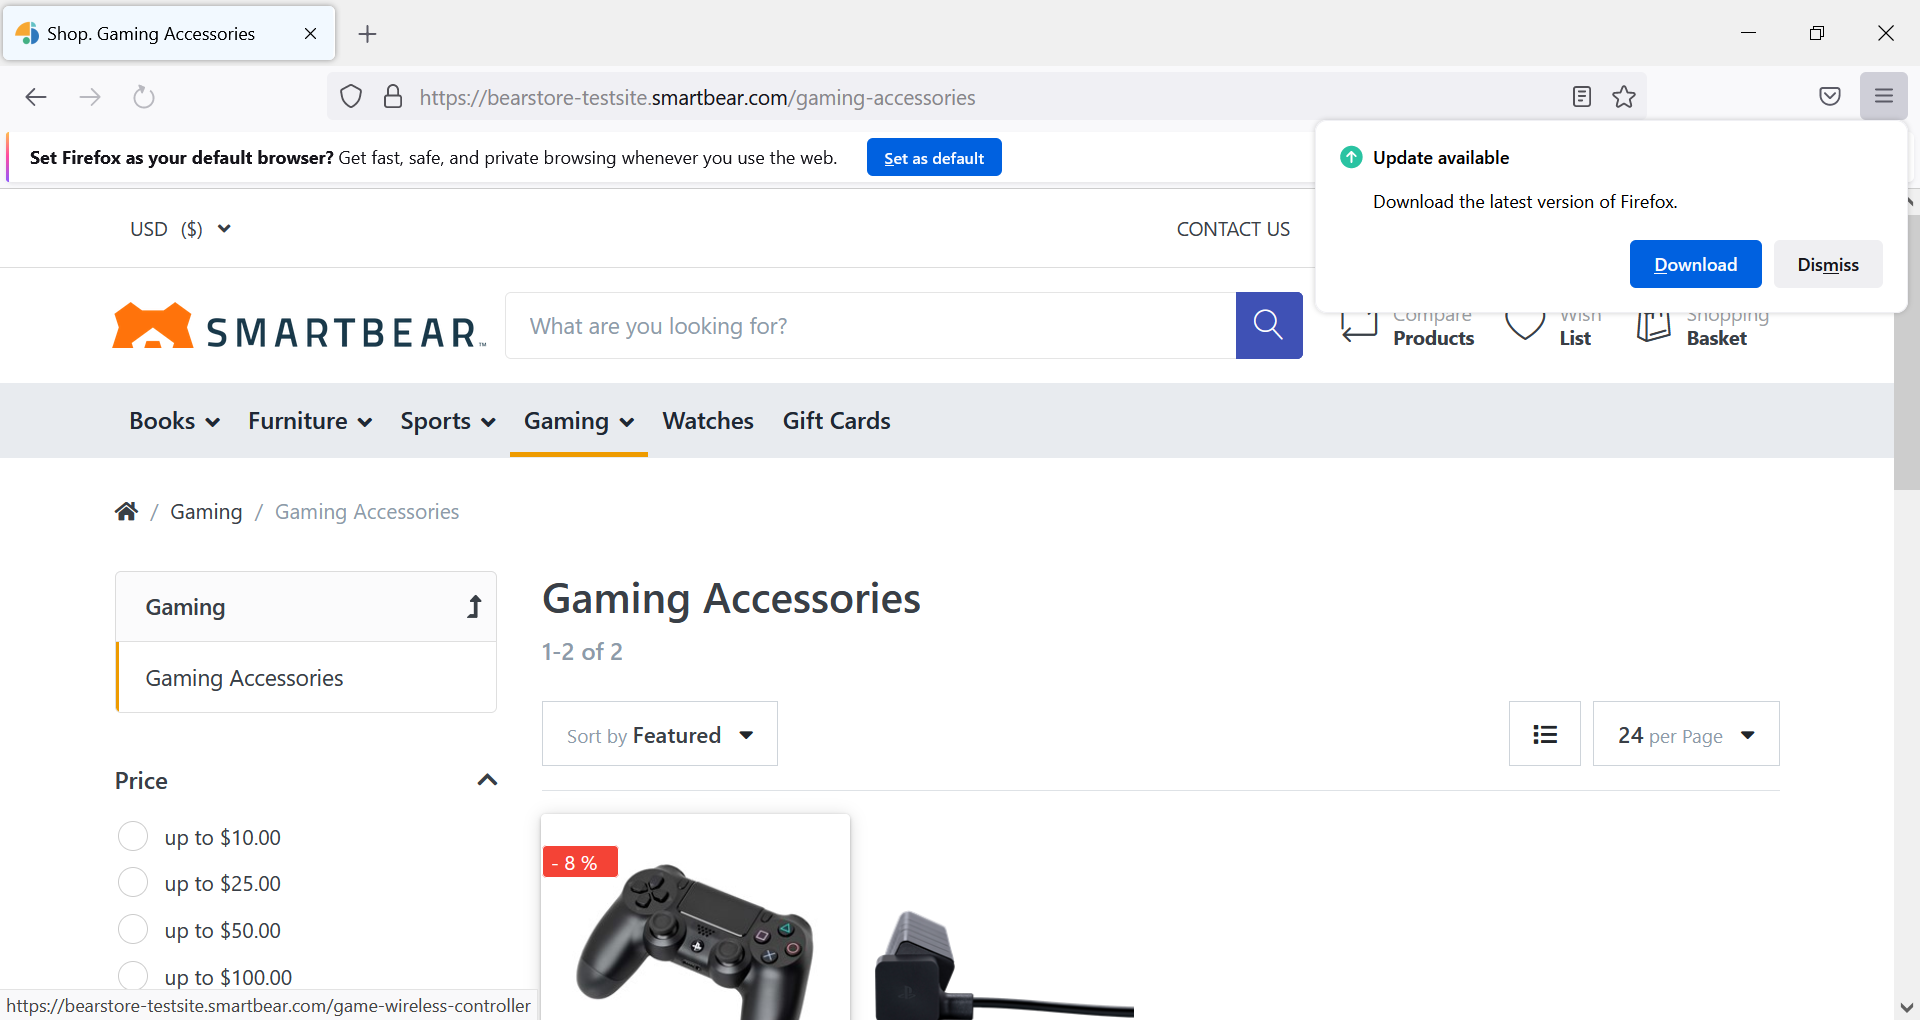 Shop. Gaming Accessories
https://bearstore-testsite.smartbear.com/gaming-accessories
Set Firefox as your default browser? Get fast, safe, and private browsing whenever you use the web.
Set as default
Update available
Download the latest version of Firefox.
Download
Dismiss
USD ($)
CONTACT US
SMARTBEAR™
What are you looking for?
Compare
Products
Wish
List
Shopping
Basket
Books
Furniture
Sports
Gaming
Watches
Gift Cards
/ Gaming / Gaming Accessories
Gaming
Gaming Accessories
Gaming Accessories
1-2 of 2
Sort by Featured
24 per Page
Price
up to $10.00
up to $25.00
up to $50.00
up to $100.00
- 8 %
https://bearstore-testsite.smartbear.com/game-wireless-controller